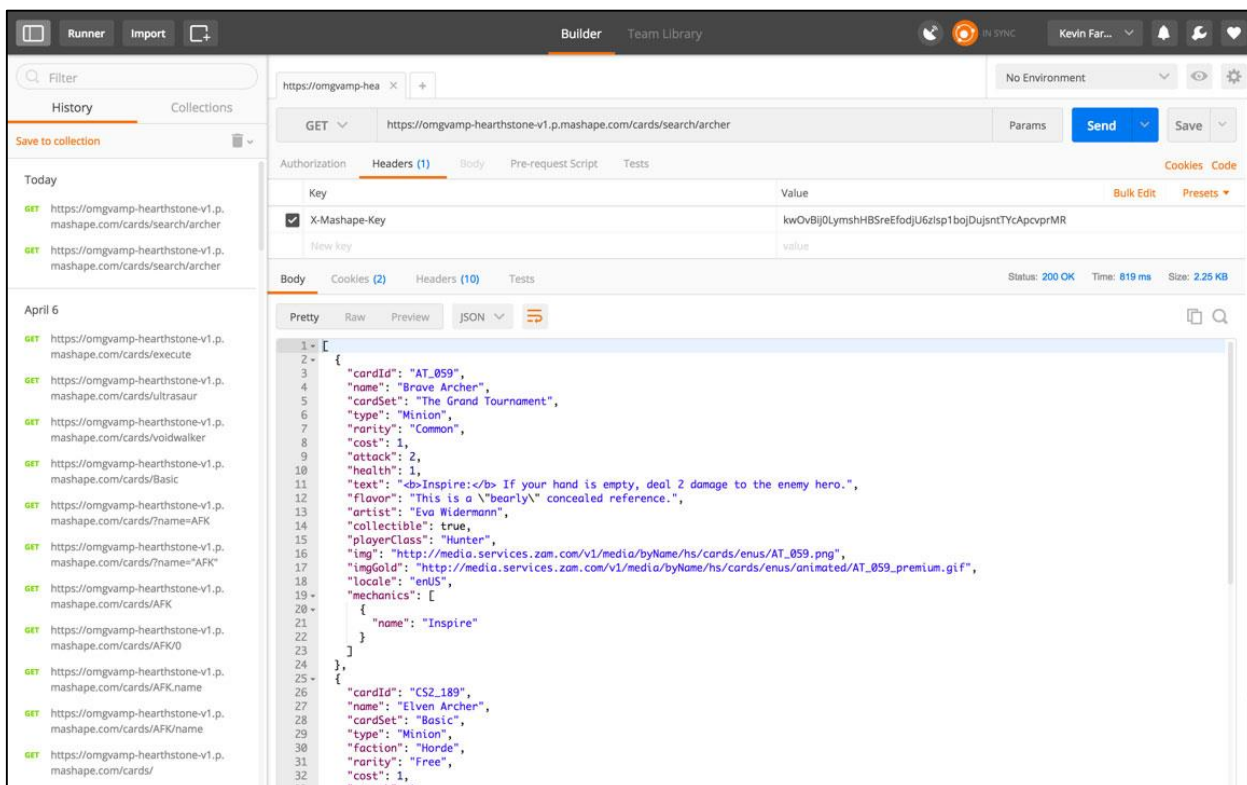 Runner Import Builder Team Library IN SYNC Kevin Far...
Filter
History Collections
Save to collection
Today
GET https://omgvamp-hearthstone-v1.p.
mashape.com/cards/search/archer
GET https://omgvamp-hearthstone-v1.p.
mashape.com/cards/search/archer
April 6
GET https://omgvamp-hearthstone-v1.p.
mashape.com/cards/execute
GET https://omgvamp-hearthstone-v1.p.
mashape.com/cards/ultrasaur
GET https://omgvamp-hearthstone-v1.p.
mashape.com/cards/voidwalker
GET https://omgvamp-hearthstone-v1.p.
mashape.com/cards/Basic
GET https://omgvamp-hearthstone-v1.p.
mashape.com/cards/?name=AFK
GET https://omgvamp-hearthstone-v1.p.
mashape.com/cards/?name="AFK"
GET https://omgvamp-hearthstone-v1.p.
mashape.com/cards/AFK
GET https://omgvamp-hearthstone-v1.p.
mashape.com/cards/AFK/0
GET https://omgvamp-hearthstone-v1.p.
mashape.com/cards/AFK.name
GET https://omgvamp-hearthstone-v1.p.
mashape.com/cards/AFK/name
GET https://omgvamp-hearthstone-v1.p.
mashape.com/cards/
https://omgvamp-hea No Environment
GET https://omgvamp-hearthstone-v1.p.mashape.com/cards/search/archer Params Send Save
Authorization Headers (1) Body Pre-request Script Tests Cookies Code
Key Value Bulk Edit Presets
X-Mashape-Key kwOvBij0LymshHBSreEfodjU6zIsp1bojDujsntTYcApcvprMR
New key value
Body Cookies (2) Headers (10) Tests Status: 200 OK Time: 819 ms Size: 2.25 KB
Pretty Raw Preview JSON
1 [
2 {
3 "cardId": "AT_059",
4 "name": "Brave Archer",
5 "cardSet": "The Grand Tournament",
6 "type": "Minion",
7 "rarity": "Common",
8 "cost": 1,
9 "attack": 2,
10 "health": 1,
11 "text": "<b>Inspire:</b> If your hand is empty, deal 2 damage to the enemy hero.",
12 "flavor": "This is a \"bearly\" concealed reference.",
13 "artist": "Eva Widermann",
14 "collectible": true,
15 "playerClass": "Hunter",
16 "img": "http://media.services.zam.com/v1/media/byName/hs/cards/enus/AT_059.png",
17 "imgGold": "http://media.services.zam.com/v1/media/byName/hs/cards/enus/animated/AT_059_premium.gif",
18 "locale": "enUS",
19 "mechanics": [
20 {
21 "name": "Inspire"
22 }
23 ]
24 },
25 {
26 "cardId": "CS2_189",
27 "name": "Elven Archer",
28 "cardSet": "Basic",
29 "type": "Minion",
30 "faction": "Horde",
31 "rarity": "Free",
32 "cost": 1,